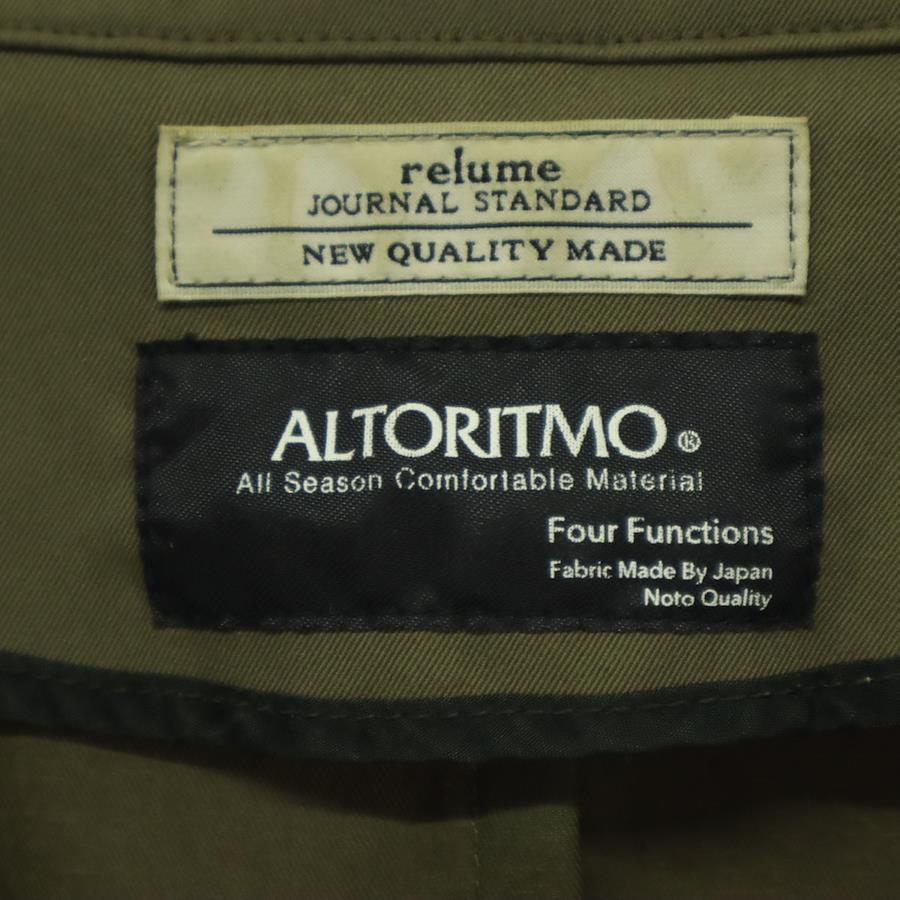 relume
JOURNAL STANDARD
NEW QUALITY MADE
ALTORITMO ®
All Season Comfortable Material
Four Functions
Fabric Made By Japan
Noto Quality